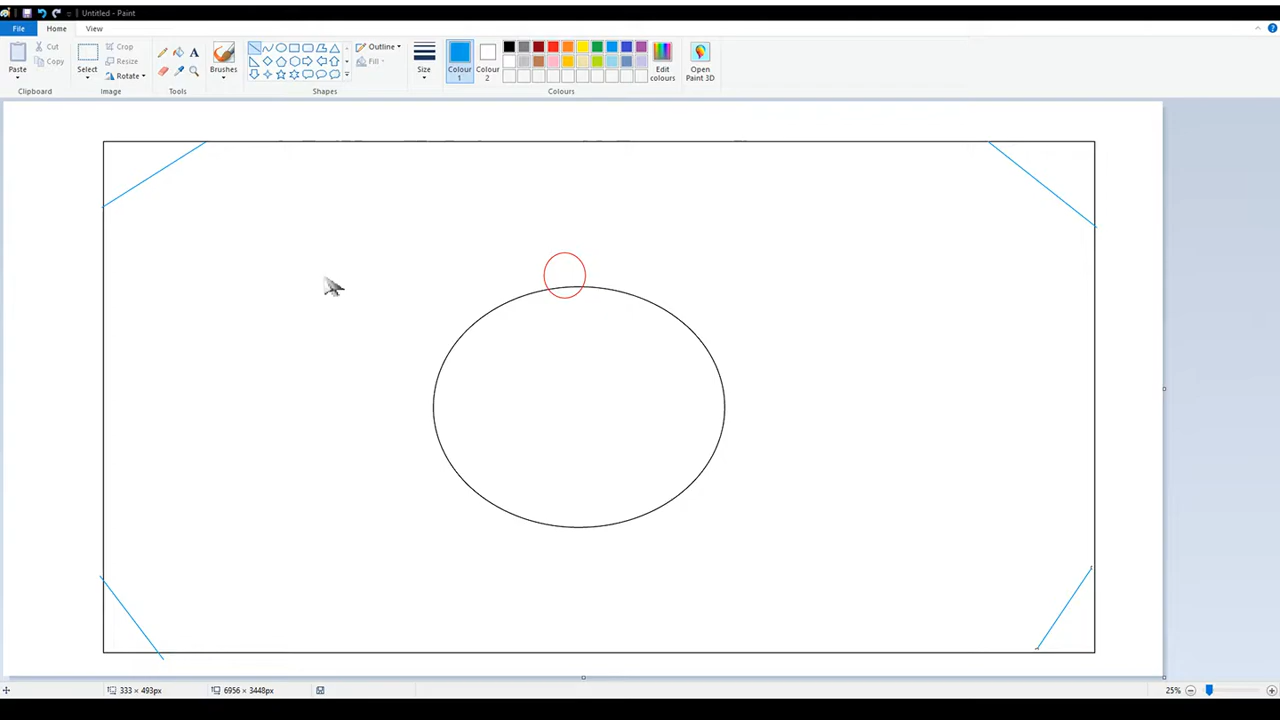 Untitled - Paint
File Home View
Paste
Cut
Copy
Clipboard
Select
Crop
Resize
Rotate
Image
Tools
Brushes
Outline
Fill
Shapes
Size
Colour 1
Colour 2
Edit colours
Open Paint 3D
Colours
333 × 493px
6956 × 3448px
25%